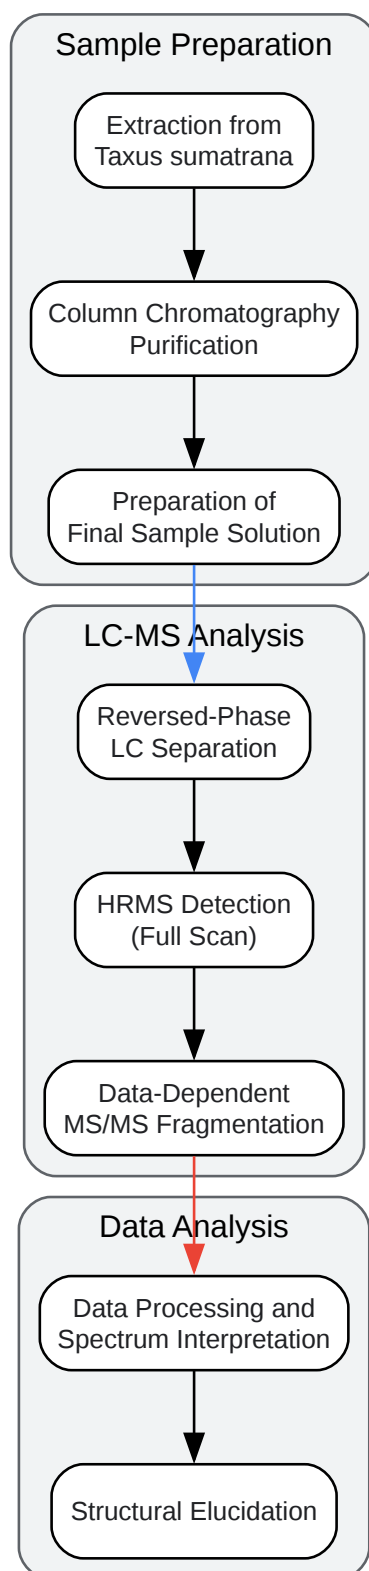 Sample Preparation
Extraction from
Taxus sumatrana
Column Chromatography
Purification
Preparation of
Final Sample Solution
LC-MS Analysis
Reversed-Phase
LC Separation
HRMS Detection
(Full Scan)
Data-Dependent
MS/MS Fragmentation
Data Analysis
Data Processing and
Spectrum Interpretation
Structural Elucidation